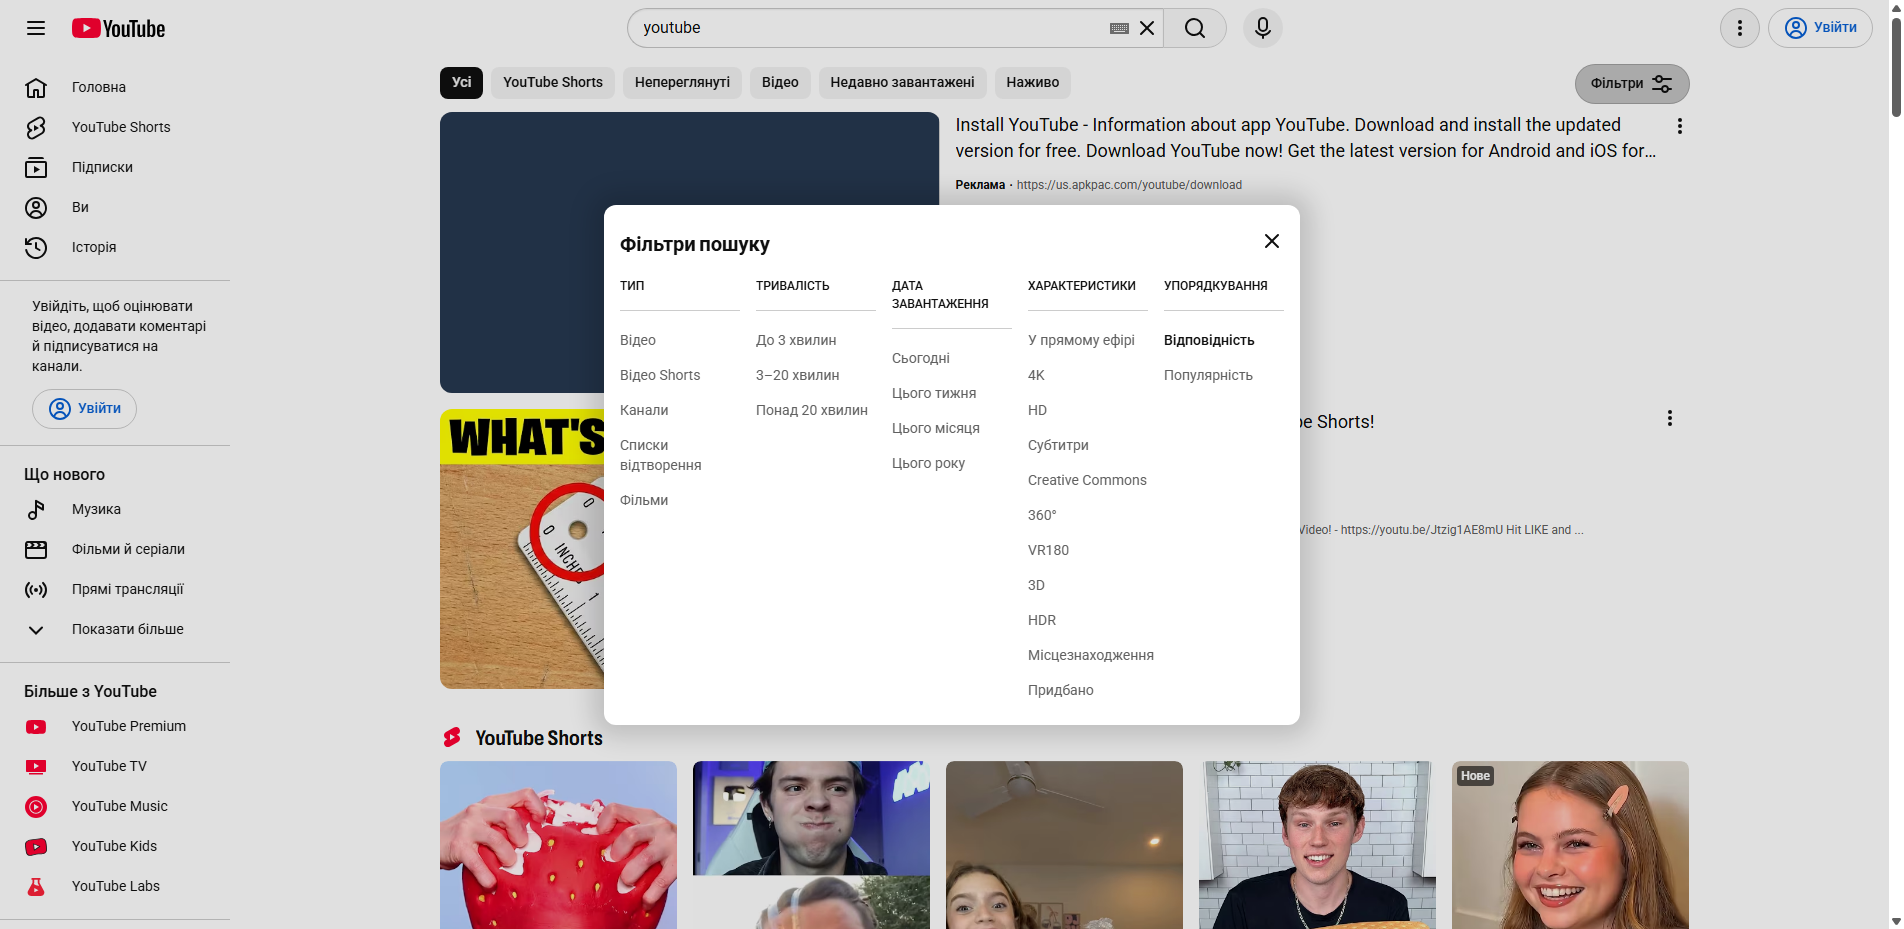 YouTube
youtube
Увійти
Головна
YouTube Shorts
Підписки
Ви
Історія
Увійдіть, щоб оцінювати
відео, додавати коментарі
й підписуватися на
канали.
Увійти
Що нового
Музика
Фільми й серіали
Прямі трансляції
Показати більше
Більше з YouTube
YouTube Premium
YouTube TV
YouTube Music
YouTube Kids
YouTube Labs
Усі
YouTube Shorts
Непереглянуті
Відео
Недавно завантажені
Наживо
Фільтри
Install YouTube - Information about app YouTube. Download and install the updated
version for free. Download YouTube now! Get the latest version for Android and iOS for...
Реклама · https://us.apkpac.com/youtube/download
Фільтри пошуку
ТИП
Відео
Відео Shorts
Канали
Списки
відтворення
Фільми
ТРИВАЛІСТЬ
До 3 хвилин
3–20 хвилин
Понад 20 хвилин
ДАТА
ЗАВАНТАЖЕННЯ
Сьогодні
Цього тижня
Цього місяця
Цього року
ХАРАКТЕРИСТИКИ
У прямому ефірі
4K
HD
Субтитри
Creative Commons
360°
VR180
3D
HDR
Місцезнаходження
Придбано
УПОРЯДКУВАННЯ
Відповідність
Популярність
WHAT'S
INCHES
be Shorts!
Video! - https://youtu.be/Jtzig1AE8mU Hit LIKE and ...
YouTube Shorts
Нове